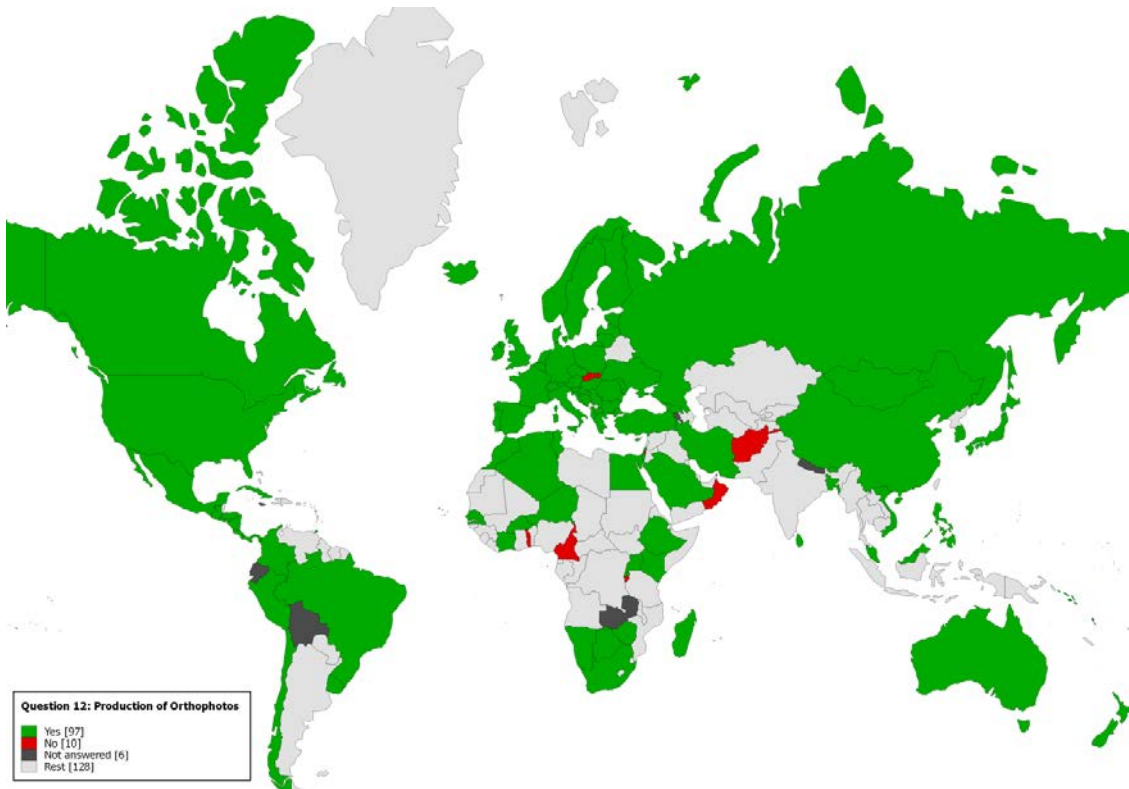 Question 12: Production of Orthophotos
Yes [97]
No [10]
Not answered [6]
Rest [128]